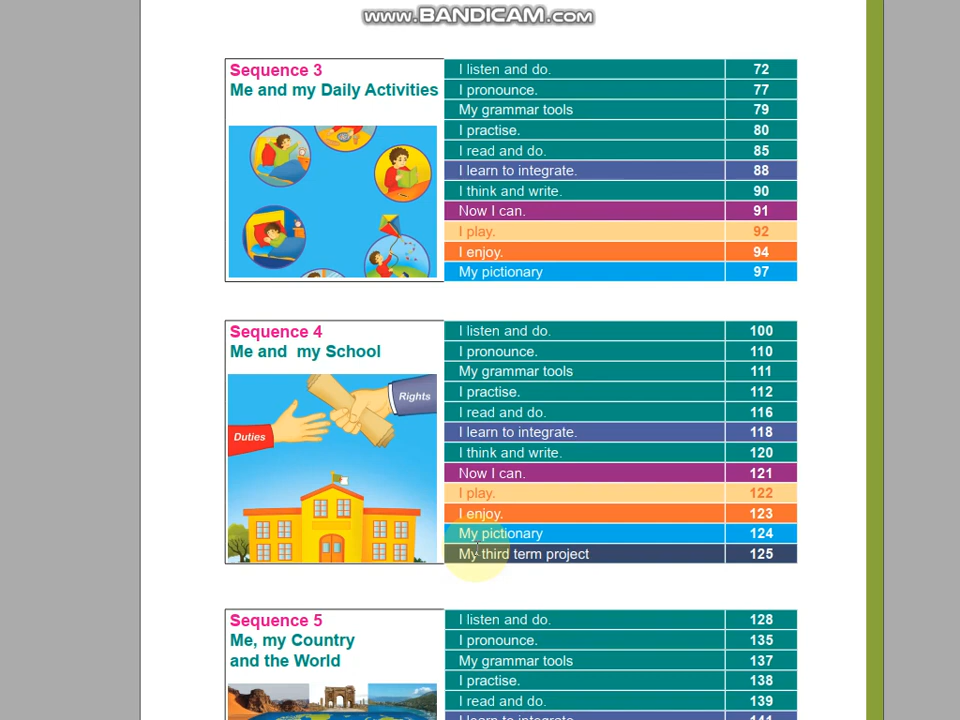 www.BANDICAM.com
Sequence 3
Me and my Daily Activities
I listen and do. 72
I pronounce. 77
My grammar tools 79
I practise. 80
I read and do. 85
I learn to integrate. 88
I think and write. 90
Now I can. 91
I play. 92
I enjoy. 94
My pictionary 97
Sequence 4
Me and my School
Rights
Duties
I listen and do. 100
I pronounce. 110
My grammar tools 111
I practise. 112
I read and do. 116
I learn to integrate. 118
I think and write. 120
Now I can. 121
I play. 122
I enjoy. 123
My pictionary 124
My third term project 125
Sequence 5
Me, my Country
and the World
I listen and do. 128
I pronounce. 135
My grammar tools 137
I practise. 138
I read and do. 139
I learn to integrate 141